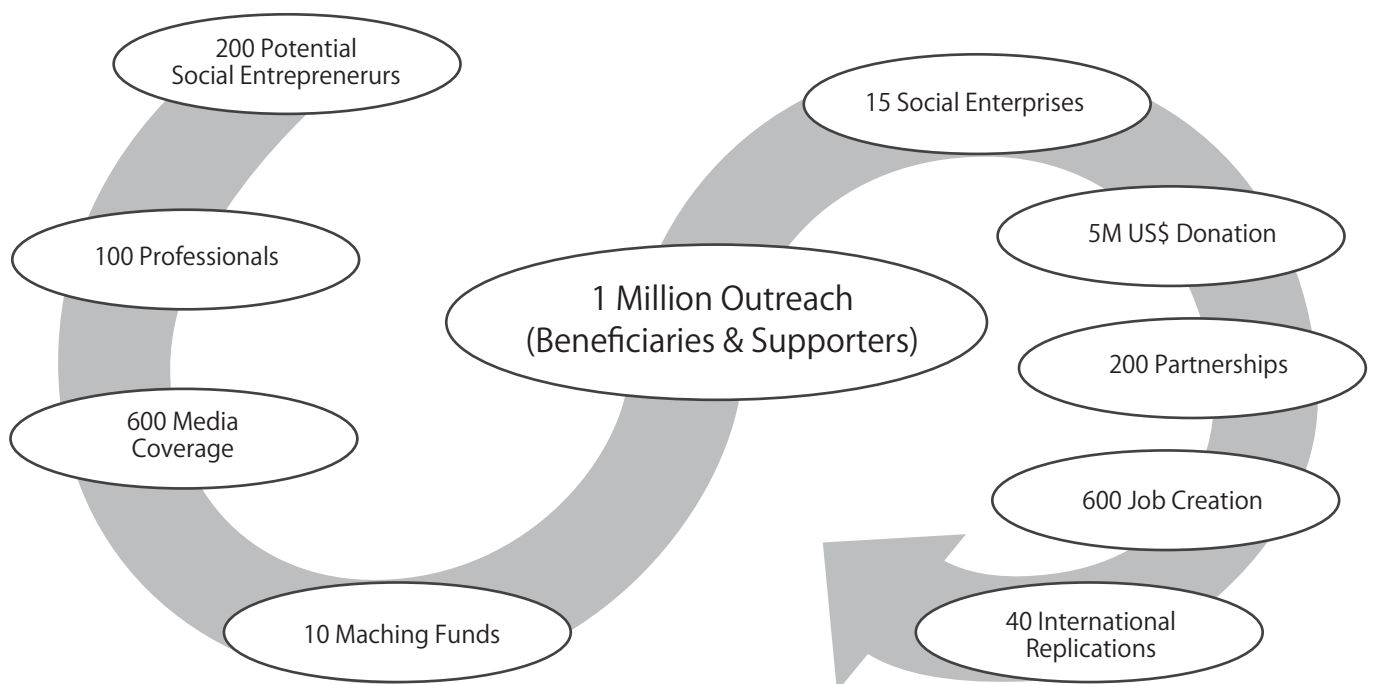 200 Potential
Social Entreprenerurs
100 Professionals
600 Media
Coverage
10 Maching Funds
1 Million Outreach
(Beneficiaries & Supporters)
15 Social Enterprises
5M US$ Donation
200 Partnerships
600 Job Creation
40 International
Replications